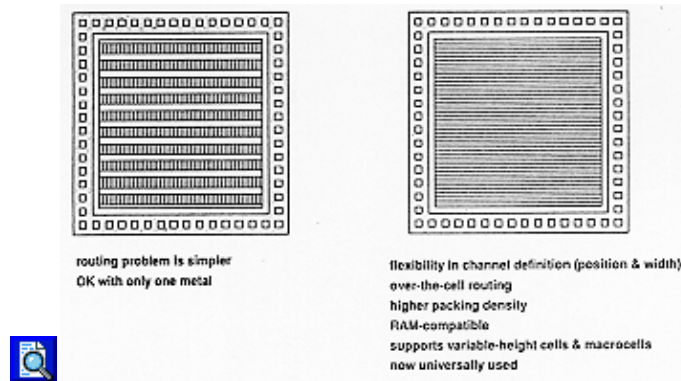 routing problem is simpler
OK with only one metal
flexibility in channel definition (position & width)
over-the-cell routing
higher packing density
RAM-compatible
supports variable-height cells & macrocells
now universally used